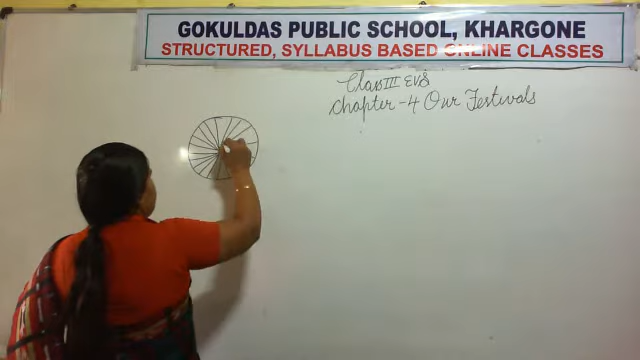 GOKULDAS PUBLIC SCHOOL, KHARGONE
STRUCTURED, SYLLABUS BASED ONLINE CLASSES
Class III EVS
Chapter -4 Our Festivals